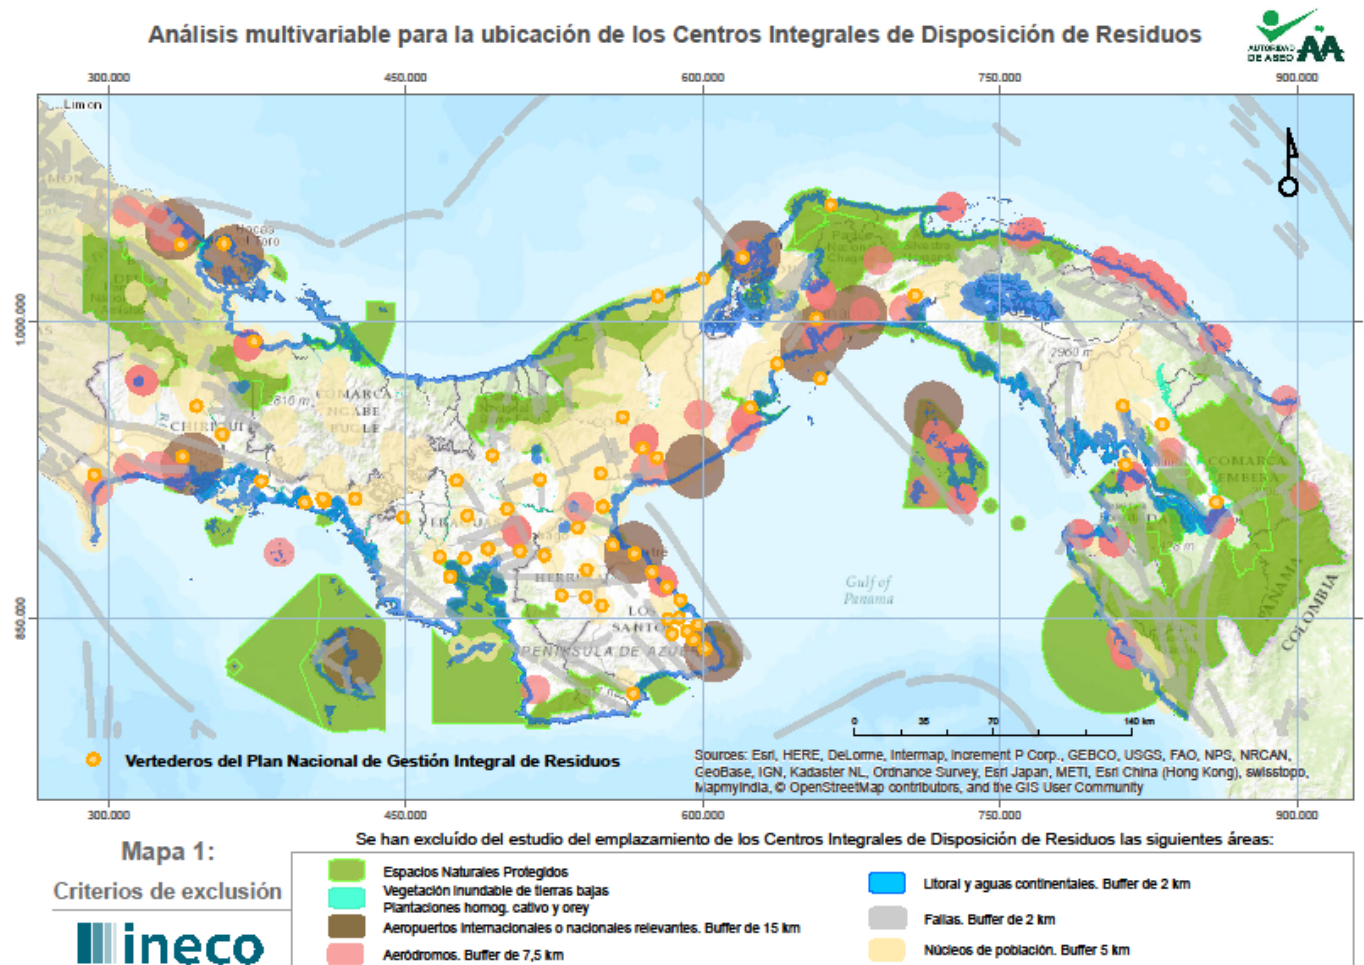 Análisis multivariable para la ubicación de los Centros Integrales de Disposición de Residuos
AUTORIDAD
DE ASEO AA
300.000 450.000 600.000 750.000 900.000
Limon
1.000.000
2960 m
COMARCA
NGABE
BUGLE
CHIRIQUI
COMARCA
EMBERA
HERRERA
LOS
SANTOS
PENÍNSULA DE AZUERO
Gulf of
Panama
PANAMA
COLOMBIA
850.000
0 35 70 140 km
Vertederos del Plan Nacional de Gestión Integral de Residuos
Sources: Esri, HERE, DeLorme, Intermap, increment P Corp., GEBCO, USGS, FAO, NPS, NRCAN,
GeoBase, IGN, Kadaster NL, Ordnance Survey, Esri Japan, METI, Esri China (Hong Kong), swisstopo,
MapmyIndia, © OpenStreetMap contributors, and the GIS User Community
300.000 450.000 600.000 750.000 900.000
Mapa 1:
Criterios de exclusión
ineco
Se han excluído del estudio del emplazamiento de los Centros Integrales de Disposición de Residuos las siguientes áreas:
Espacios Naturales Protegidos
Vegetación inundable de tierras bajas
Plantaciones homog. cativo y orey
Aeropuertos internacionales o nacionales relevantes. Buffer de 15 km
Aeródromos. Buffer de 7,5 km
Litoral y aguas continentales. Buffer de 2 km
Fallas. Buffer de 2 km
Núcleos de población. Buffer 5 km